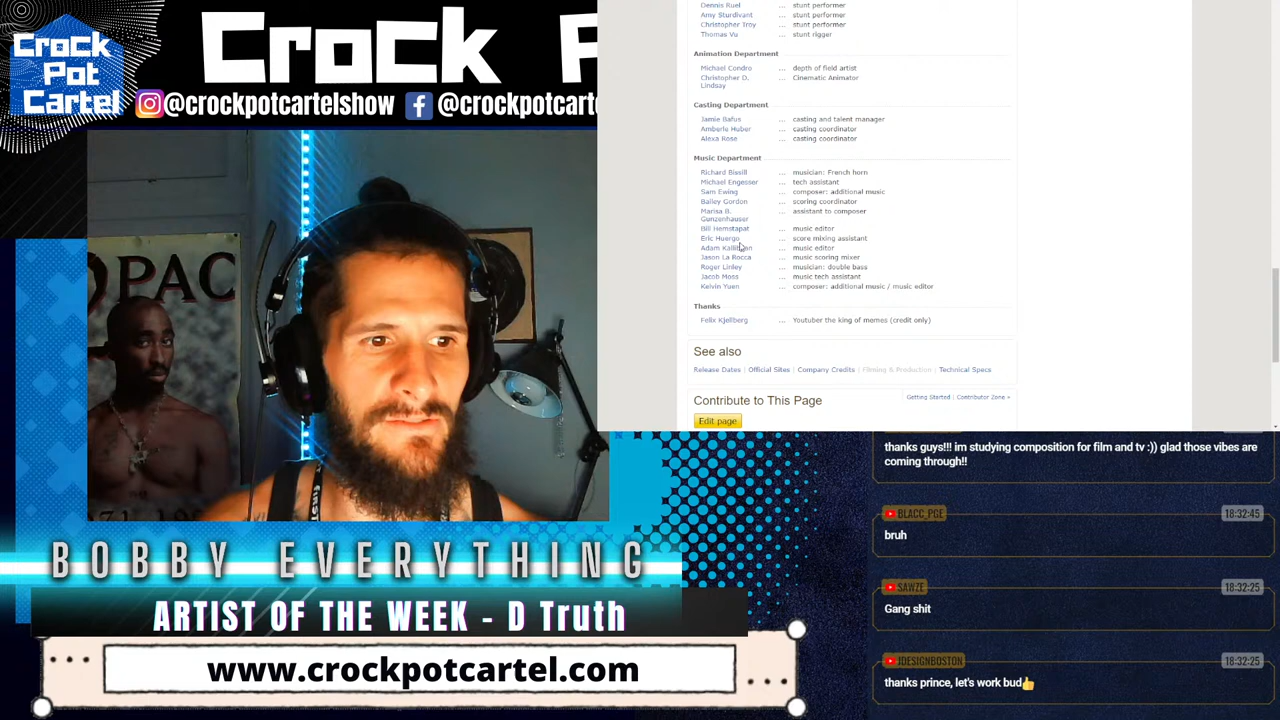 Crock
Pot
Cartel
Crock P
@crockpotcartelshow @crockpotcarte
PAC
1971 199
FIRST
Dennis Ruel ... stunt performer
Amy Sturdivant ... stunt performer
Christopher Troy ... stunt performer
Thomas Vu ... stunt rigger
Animation Department
Michael Condro ... depth of field artist
Christopher D.
Lindsay ... Cinematic Animator
Casting Department
Jamie Bafus ... casting and talent manager
Amberle Huber ... casting coordinator
Alexa Rose ... casting coordinator
Music Department
Richard Bissill ... musician: French horn
Michael Engesser ... tech assistant
Sam Ewing ... composer: additional music
Bailey Gordon ... scoring coordinator
Marisa B.
Gunzenhauser ... assistant to composer
Bill Hemstapat ... music editor
Eric Huergo ... score mixing assistant
Adam ... music editor
Jason La Rocca ... music scoring mixer
Roger Linley ... musician: double bass
Jacob Moss ... music tech assistant
Kelvin Yuen ... composer: additional music / music editor
Thanks
Felix Kjellberg ... Youtuber the king of memes (credit only)
See also
Release Dates | Official Sites | Company Credits | Filming & Production | Technical Specs
Contribute to This Page
Getting Started | Contributor Zone »
Edit page
thanks guys!!! im studying composition for film and tv :)) glad those vibes are
coming through!!
BLACC_PGE 18:32:45
bruh
SAWZE 18:32:25
Gang shit
JDESIGNBOSTON 18:32:25
thanks prince, let's work bud👍
BOBBY EVERYTHING
ARTIST OF THE WEEK - D Truth
www.crockpotcartel.com